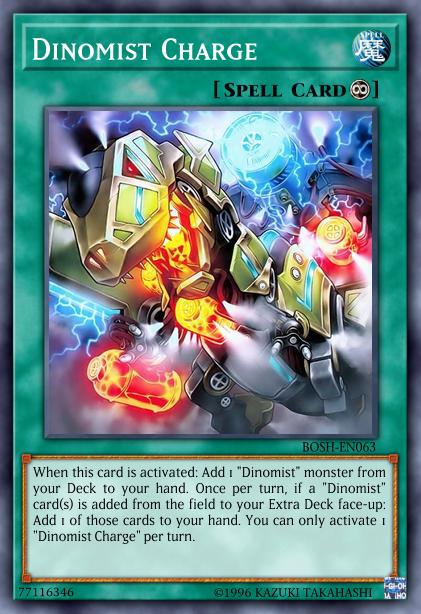 Dinomist Charge
魔
[Spell Card]
BOSH-EN063
When this card is activated: Add 1 "Dinomist" monster from
your Deck to your hand. Once per turn, if a "Dinomist"
card(s) is added from the field to your Extra Deck face-up:
Add 1 of those cards to your hand. You can only activate 1
"Dinomist Charge" per turn.
77116346
©1996 KAZUKI TAKAHASHI